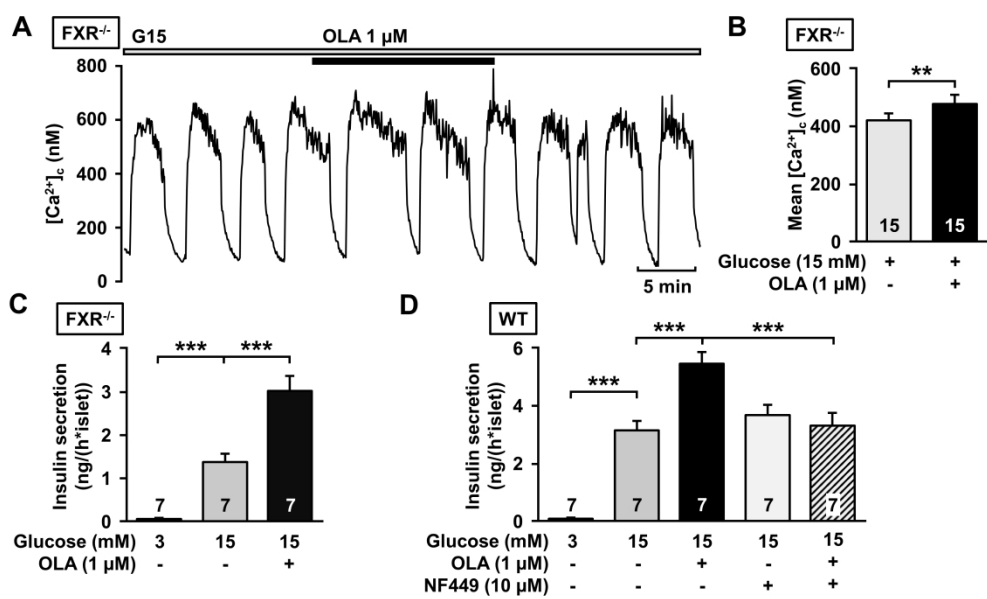 A
FXR-/-
G15
OLA 1 µM
800
600
400
200
0
[Ca2+]c (nM)
5 min
B
FXR-/-
**
600
400
200
0
Mean [Ca2+]c (nM)
15
15
Glucose (15 mM) + +
OLA (1 µM) - +
C
FXR-/-
***
***
4
3
2
1
0
Insulin secretion
(ng/(h*islet))
7
7
7
Glucose (mM) 3 15 15
OLA (1 µM) - - +
D
WT
***
***
***
6
4
2
0
Insulin secretion
(ng/(h*islet))
7
7
7
7
7
Glucose (mM) 3 15 15 15 15
OLA (1 µM) - - + - +
NF449 (10 µM) - - - + +